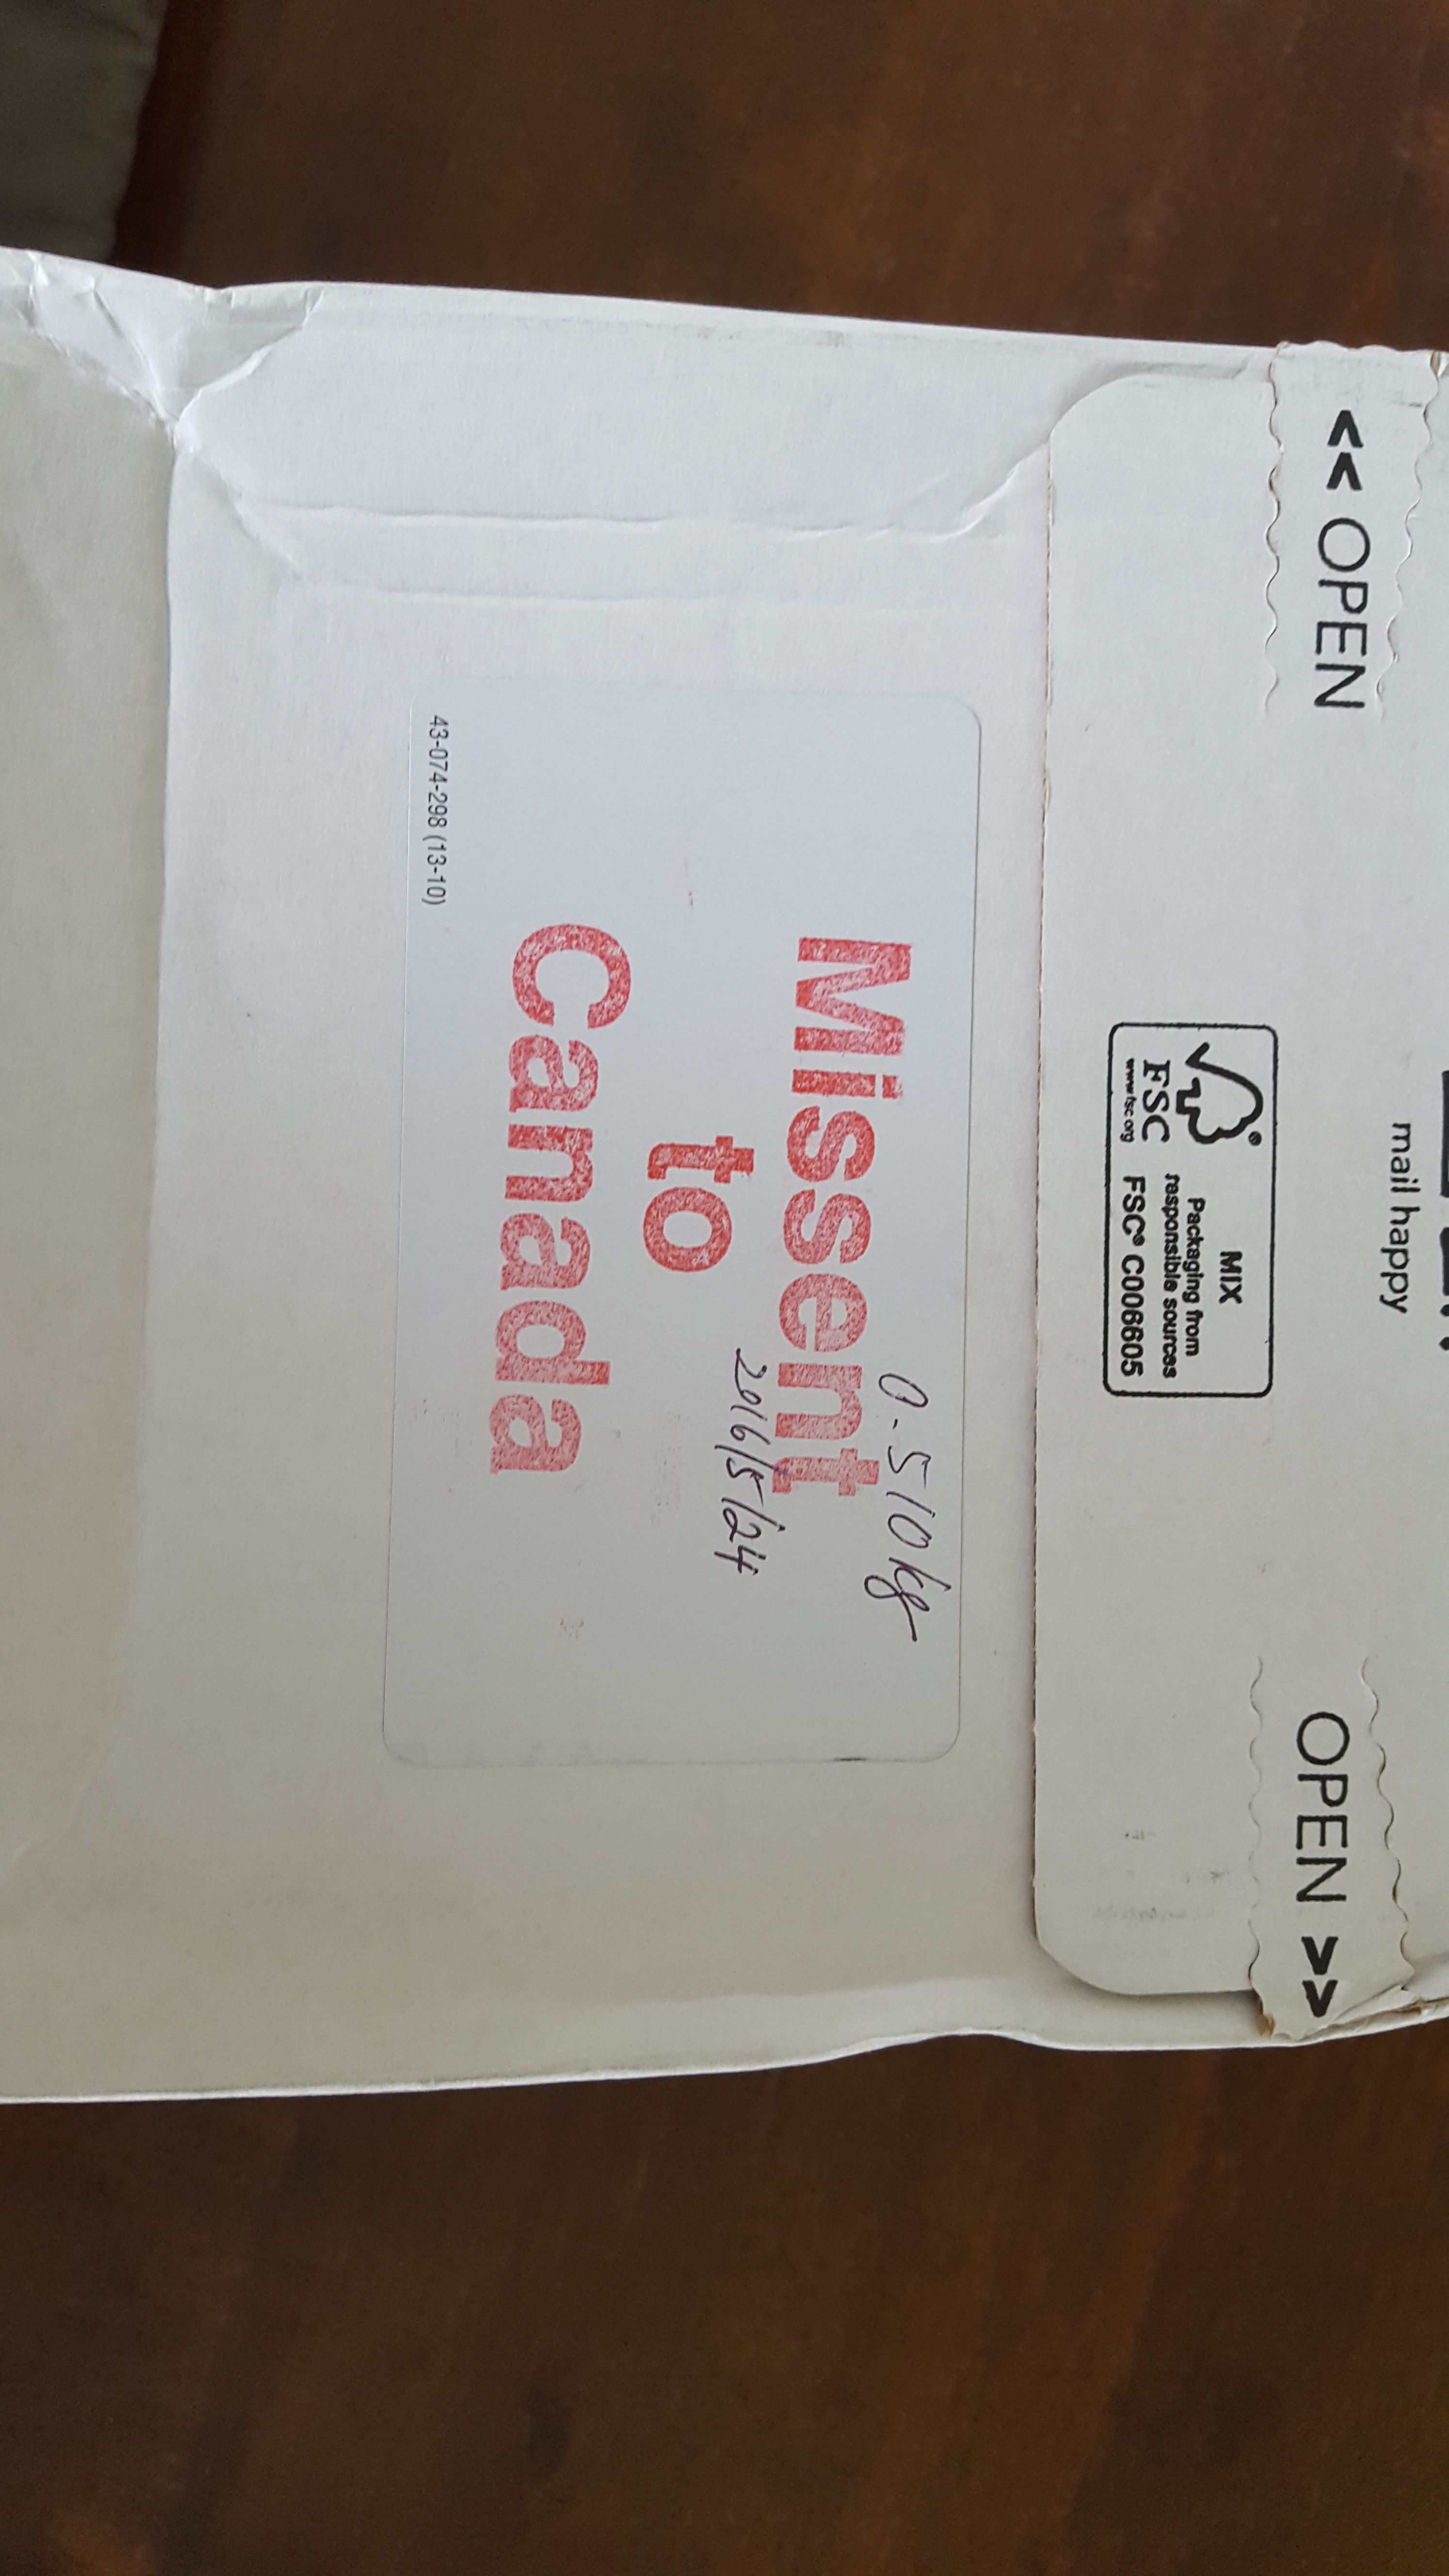 mail happy
<< OPEN
OPEN >>
MIX
Packaging from
responsible sources
FSC® C006605
FSC
www.fsc.org
0.510kg
Missent
2016/5/24
to
Canada
43-074-298 (13-10)